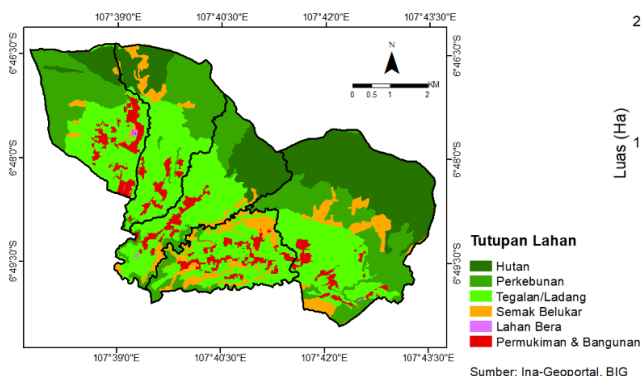 107°39'0"E 107°40'30"E 107°42'0"E 107°43'30"E
6°46'30"S 6°46'30"S
N
KM
0 0.5 1 2
6°48'0"S 6°48'0"S
6°49'30"S 6°49'30"S
107°39'0"E 107°40'30"E 107°42'0"E 107°43'30"E
2
1
Luas (Ha)
Tutupan Lahan
Hutan
Perkebunan
Tegalan/Ladang
Semak Belukar
Lahan Bera
Permukiman & Bangunan
Sumber: Ina-Geoportal, BIG